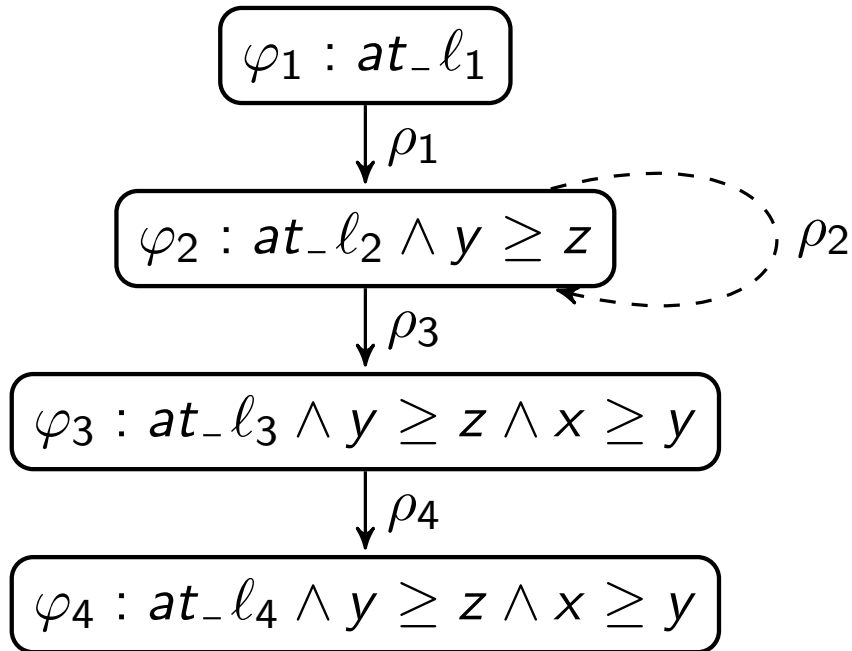 φ₁ : at_ℓ₁
ρ₁
φ₂ : at_ℓ₂ ∧ y ≥ z
ρ₂
ρ₃
φ₃ : at_ℓ₃ ∧ y ≥ z ∧ x ≥ y
ρ₄
φ₄ : at_ℓ₄ ∧ y ≥ z ∧ x ≥ y